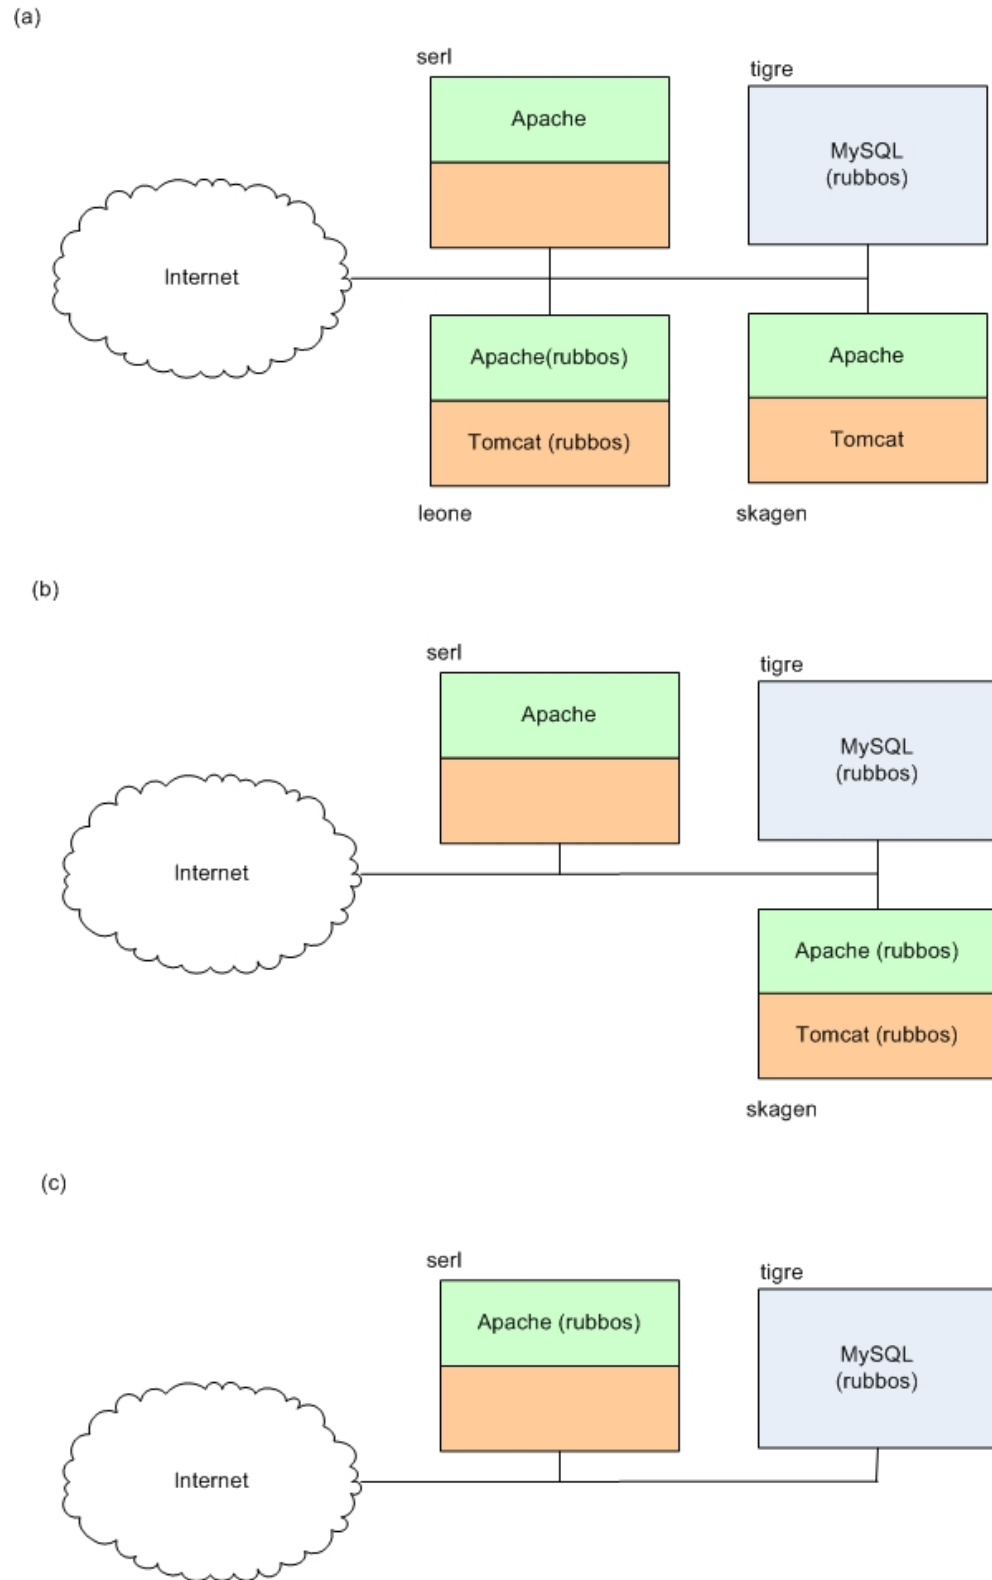 (a)
serl
tigre
Apache
MySQL
(rubbos)
Internet
Apache(rubbos)
Apache
Tomcat (rubbos)
Tomcat
leone
skagen
(b)
serl
tigre
Apache
MySQL
(rubbos)
Internet
Apache (rubbos)
Tomcat (rubbos)
skagen
(c)
serl
tigre
Apache (rubbos)
MySQL
(rubbos)
Internet